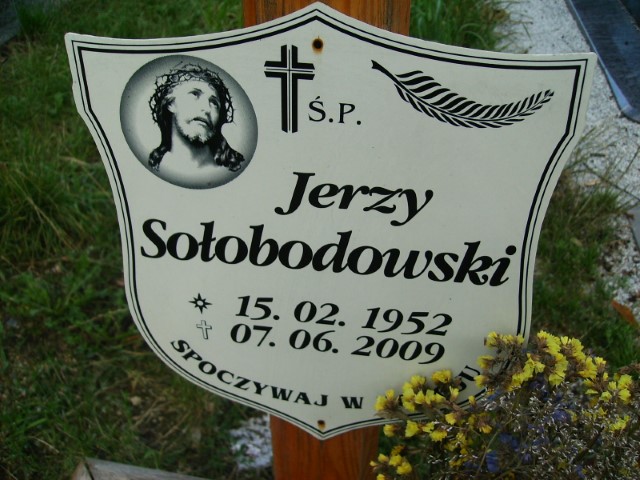 Ś.P.
Jerzy
Sołobodowski
15. 02. 1952
07. 06. 2009
SPOCZYWAJ W